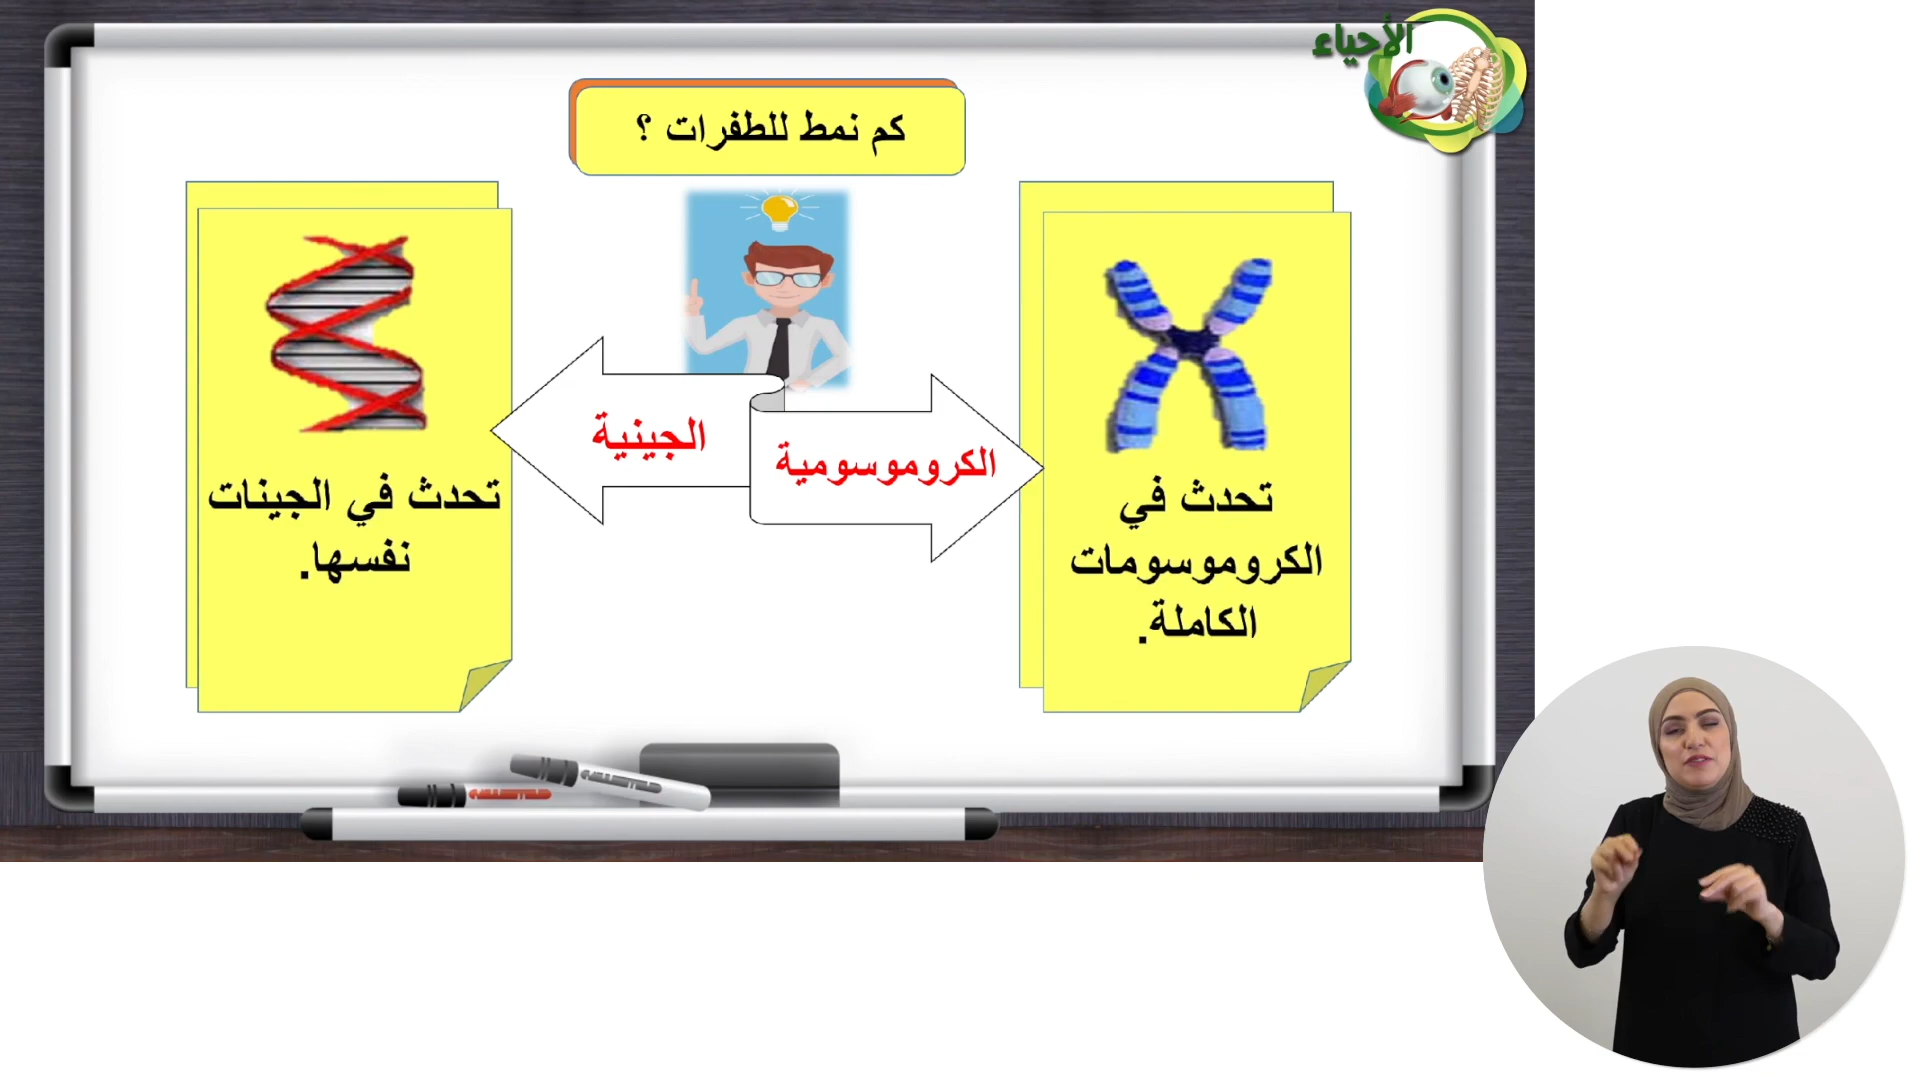 الأحياء
كم نمط للطفرات ؟
الكروموسومية
الجينية
تحدث في
الكروموسومات
الكاملة.
تحدث في الجينات
نفسها.